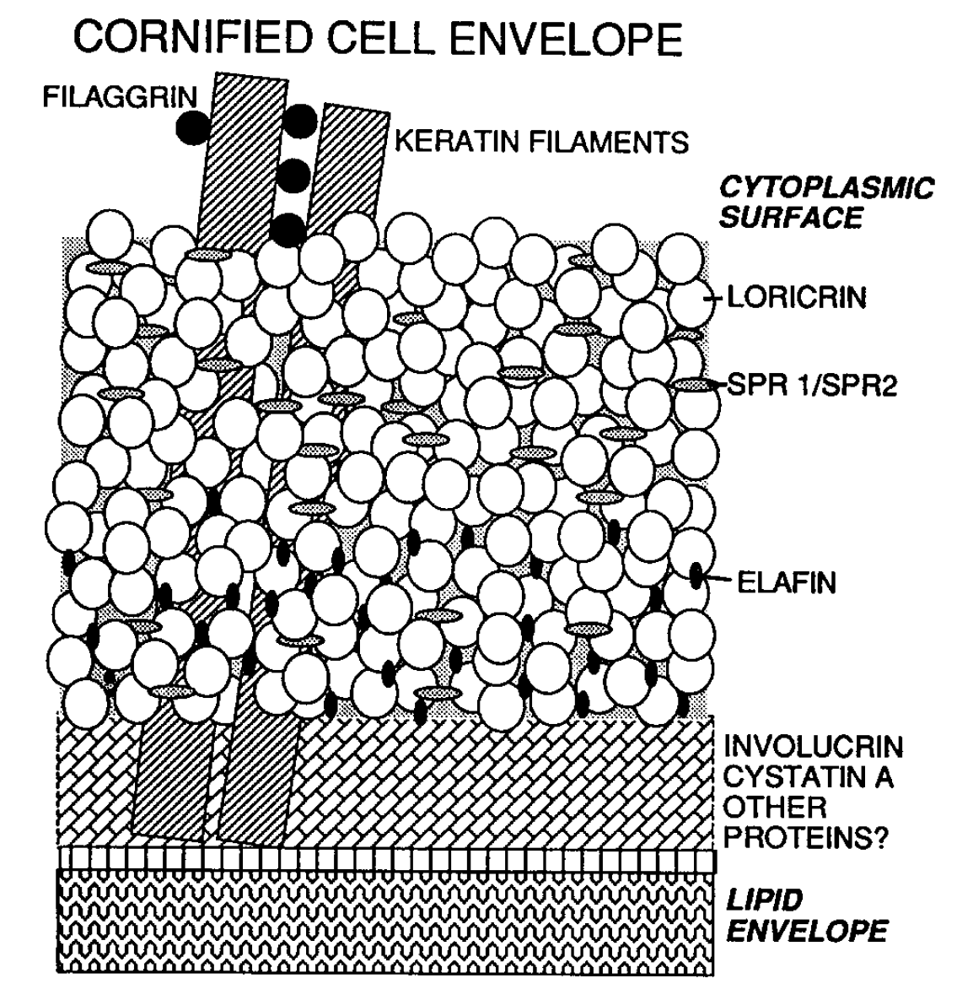 CORNIFIED CELL ENVELOPE
FILAGGRIN
KERATIN FILAMENTS
CYTOPLASMIC
SURFACE
LORICRIN
SPR 1/SPR2
ELAFIN
INVOLUCRIN
CYSTATIN A
OTHER
PROTEINS?
LIPID
ENVELOPE